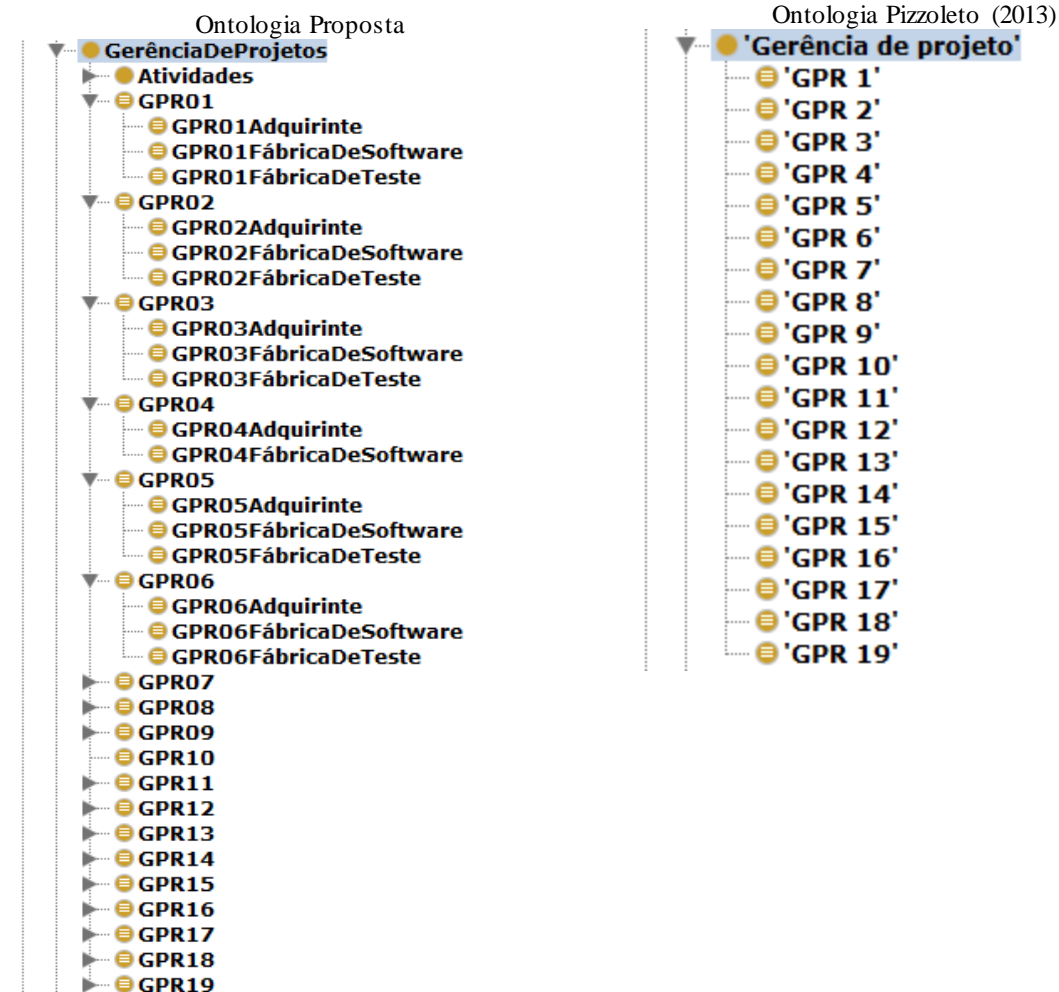 Ontologia Proposta
GerênciaDeProjetos
Atividades
GPR01
GPR01Adquirinte
GPR01FábricaDeSoftware
GPR01FábricaDeTeste
GPR02
GPR02Adquirinte
GPR02FábricaDeSoftware
GPR02FábricaDeTeste
GPR03
GPR03Adquirinte
GPR03FábricaDeSoftware
GPR03FábricaDeTeste
GPR04
GPR04Adquirinte
GPR04FábricaDeSoftware
GPR05
GPR05Adquirinte
GPR05FábricaDeSoftware
GPR05FábricaDeTeste
GPR06
GPR06Adquirinte
GPR06FábricaDeSoftware
GPR06FábricaDeTeste
GPR07
GPR08
GPR09
GPR10
GPR11
GPR12
GPR13
GPR14
GPR15
GPR16
GPR17
GPR18
GPR19
Ontologia Pizzoleto (2013)
'Gerência de projeto'
'GPR 1'
'GPR 2'
'GPR 3'
'GPR 4'
'GPR 5'
'GPR 6'
'GPR 7'
'GPR 8'
'GPR 9'
'GPR 10'
'GPR 11'
'GPR 12'
'GPR 13'
'GPR 14'
'GPR 15'
'GPR 16'
'GPR 17'
'GPR 18'
'GPR 19'